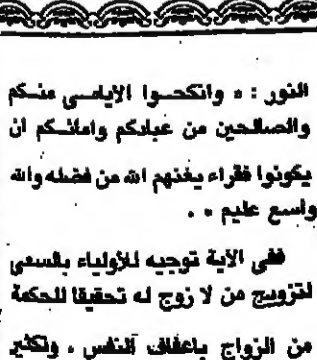 النور : « وانكحوا الأيامى منكم
والصالحين من عبادكم وامائكم ان
يكونوا فقراء يغنهم الله من فضله والله
واسع عليم » .
ففى الآية توجيه للأولياء بالسعى
لتزويج من لا زوج له تحقيقا للحكمة
من الزواج باعفاف النفس ، وتكثير